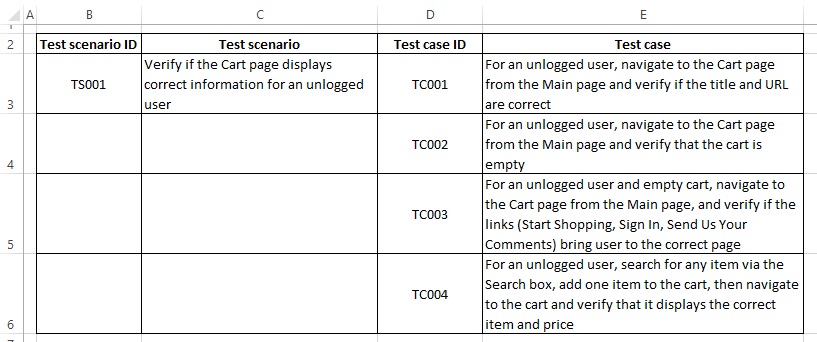 A B C D E
2 Test scenario ID Test scenario Test case ID Test case
Verify if the Cart page displays
correct information for an unlogged
user
TS001
TC001
For an unlogged user, navigate to the Cart page
from the Main page and verify if the title and URL
are correct
3
TC002
For an unlogged user, navigate to the Cart page
from the Main page and verify that the cart is
empty
4
TC003
For an unlogged user and empty cart, navigate to
the Cart page from the Main page, and verify if the
links (Start Shopping, Sign In, Send Us Your
Comments) bring user to the correct page
5
TC004
For an unlogged user, search for any item via the
Search box, add one item to the cart, then navigate
to the cart and verify that it displays the correct
item and price
6